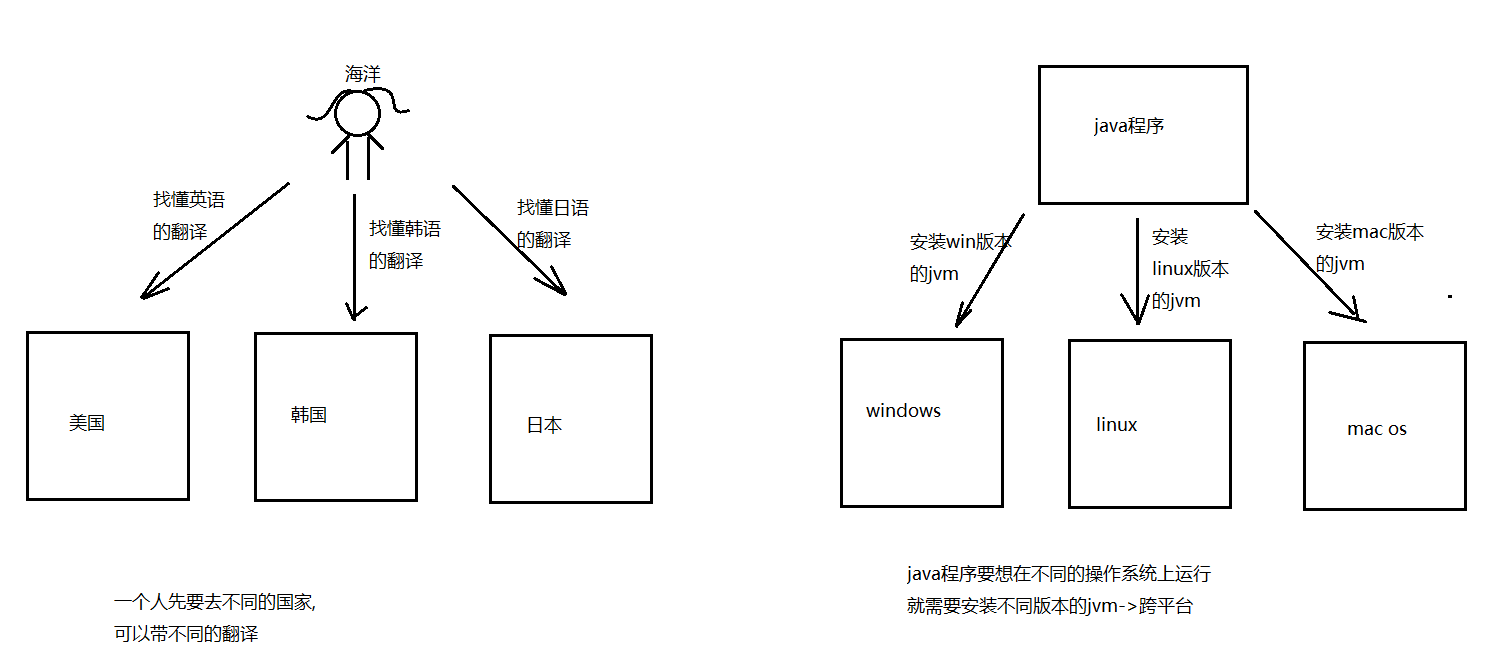 海洋
找懂英语
的翻译
找懂韩语
的翻译
找懂日语
的翻译
美国
韩国
日本
一个人先要去不同的国家,
可以带不同的翻译
java程序
安装win版本
的jvm
安装
linux版本
的jvm
安装mac版本
的jvm
windows
linux
mac os
java程序要想在不同的操作系统上运行
就需要安装不同版本的jvm->跨平台